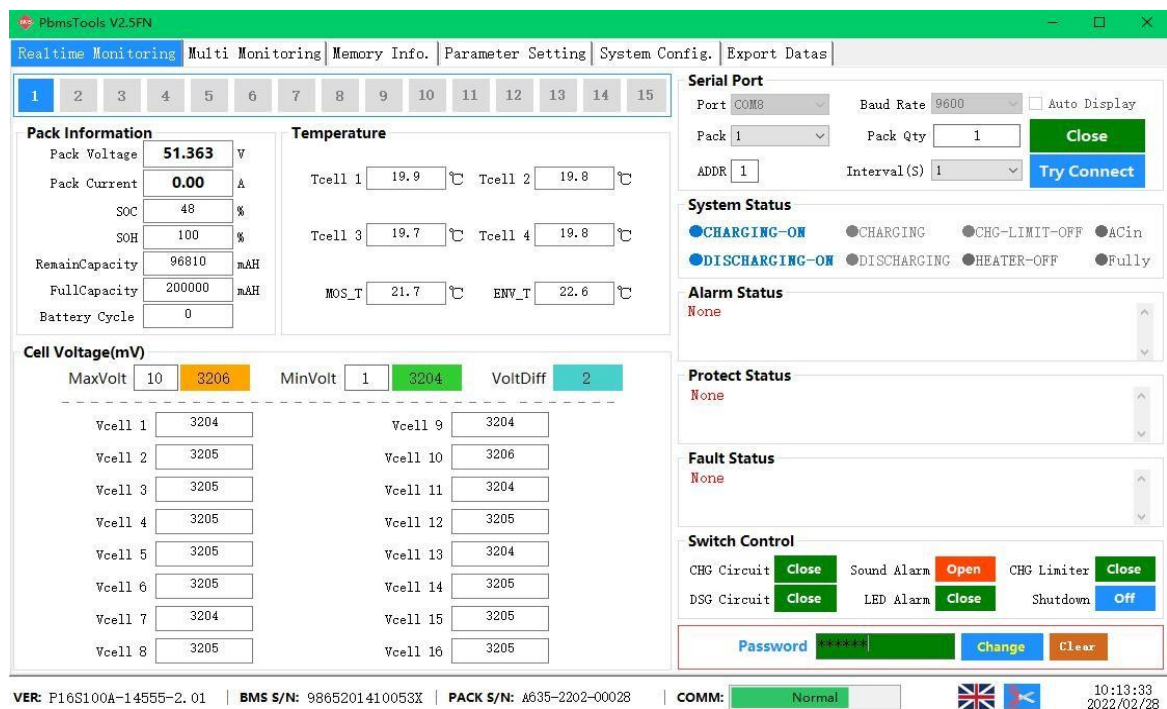 BMS PbmsTools V2.5FN
Realtime Monitoring Multi Monitoring Memory Info. Parameter Setting System Config. Export Datas
1 2 3 4 5 6 7 8 9 10 11 12 13 14 15
Pack Information
Pack Voltage 51.363 V
Pack Current 0.00 A
SOC 48 %
SOH 100 %
RemainCapacity 96810 mAH
FullCapacity 200000 mAH
Battery Cycle 0
Temperature
Tcell 1 19.9 ℃ Tcell 2 19.8 ℃
Tcell 3 19.7 ℃ Tcell 4 19.8 ℃
MOS_T 21.7 ℃ ENV_T 22.6 ℃
Cell Voltage(mV)
MaxVolt 10 3206 MinVolt 1 3204 VoltDiff 2
Vcell 1 3204 Vcell 9 3204
Vcell 2 3205 Vcell 10 3206
Vcell 3 3205 Vcell 11 3204
Vcell 4 3205 Vcell 12 3205
Vcell 5 3205 Vcell 13 3204
Vcell 6 3205 Vcell 14 3205
Vcell 7 3204 Vcell 15 3205
Vcell 8 3205 Vcell 16 3205
Serial Port
Port COM8 Baud Rate 9600 Auto Display
Pack 1 Pack Qty 1 Close
ADDR 1 Interval(S) 1 Try Connect
System Status
CHARGING-ON CHARGING CHG-LIMIT-OFF ACin
DISCHARGING-ON DISCHARGING HEATER-OFF Fully
Alarm Status
None
Protect Status
None
Fault Status
None
Switch Control
CHG Circuit Close Sound Alarm Open CHG Limiter Close
DSG Circuit Close LED Alarm Close Shutdown Off
Password ****** Change Clear
VER: P16S100A-14555-2.01 | BMS S/N: 9865201410053X | PACK S/N: A635-2202-00028 | COMM: Normal
10:13:33
2022/02/28